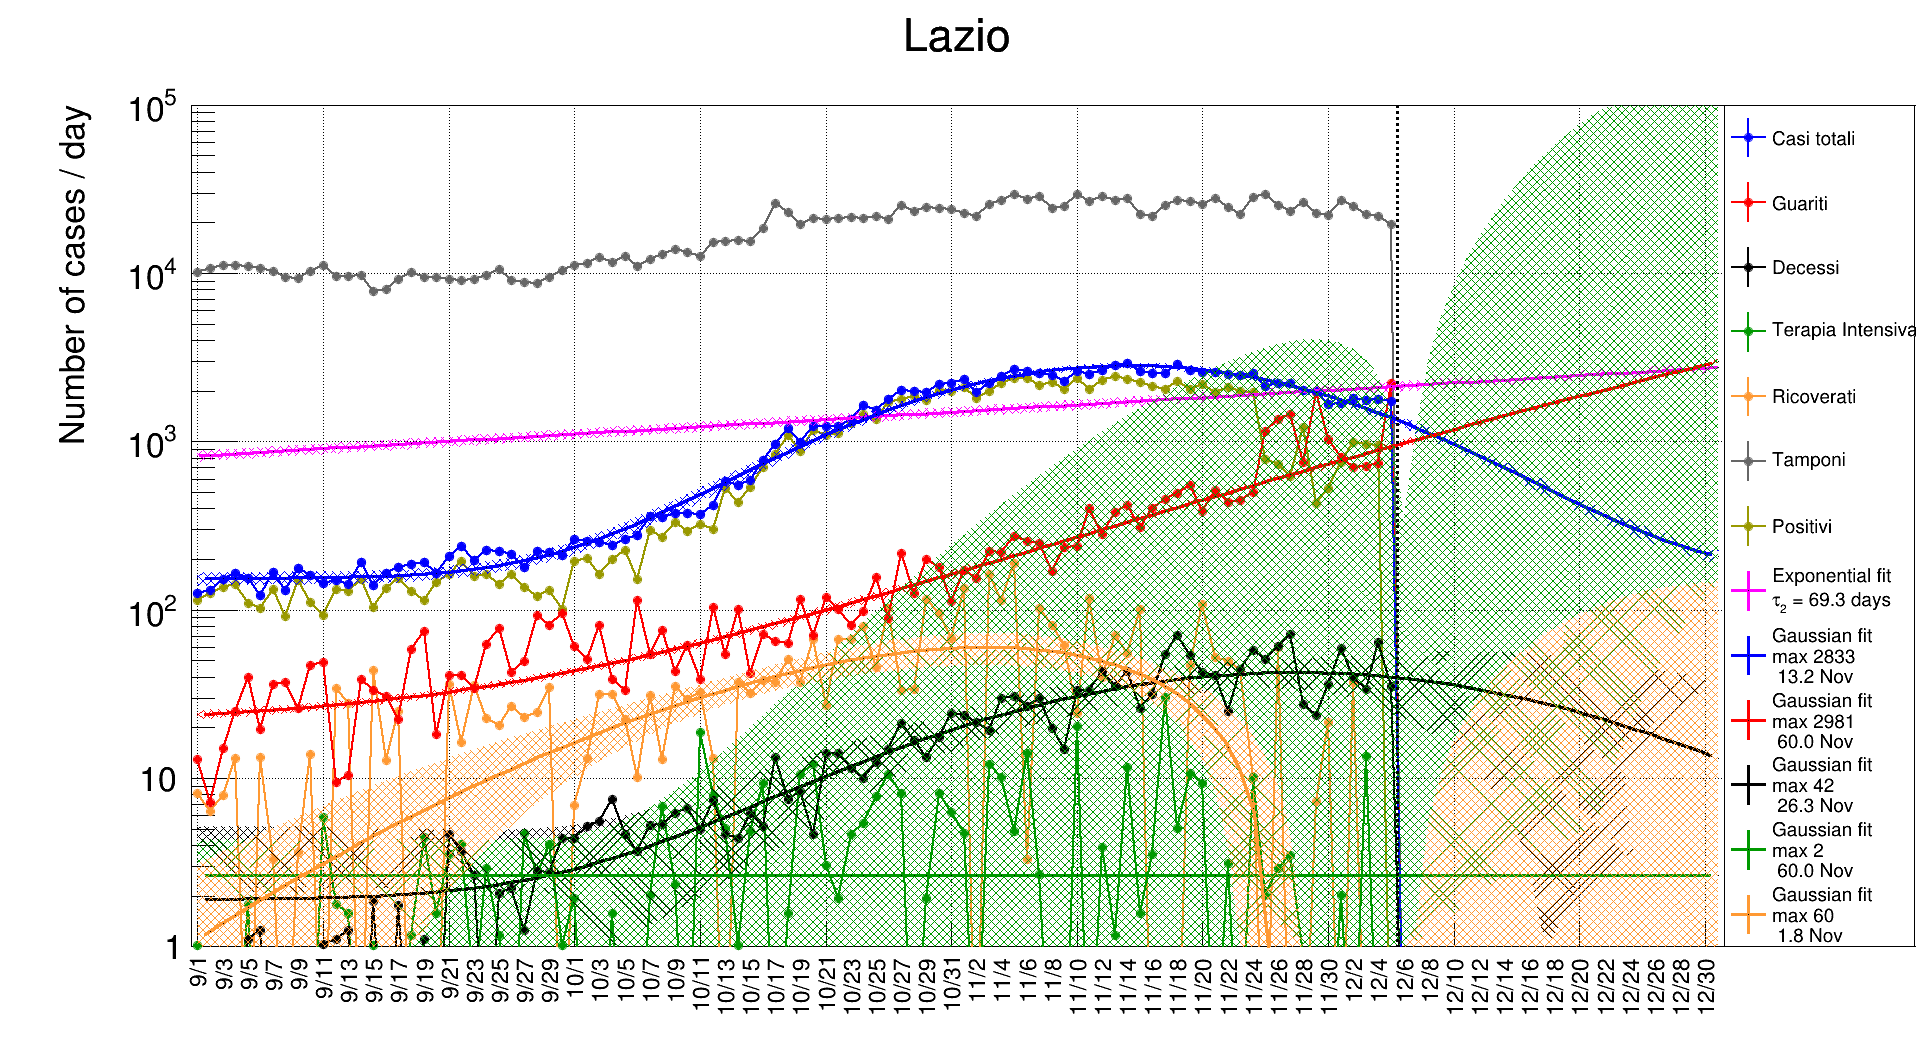 Lazio
Number of cases / day
10^5
10^4
10^3
10^2
10
1
9/1
9/3
9/5
9/7
9/9
9/11
9/13
9/15
9/17
9/19
9/21
9/23
9/25
9/27
9/29
10/1
10/3
10/5
10/7
10/9
10/11
10/13
10/15
10/17
10/19
10/21
10/23
10/25
10/27
10/29
10/31
11/2
11/4
11/6
11/8
11/10
11/12
11/14
11/16
11/18
11/20
11/22
11/24
11/26
11/28
11/30
12/2
12/4
12/6
12/8
12/10
12/12
12/14
12/16
12/18
12/20
12/22
12/24
12/26
12/28
12/30
Casi totali
Guariti
Decessi
Terapia Intensiva
Ricoverati
Tamponi
Positivi
Exponential fit
τ2 = 69.3 days
Gaussian fit
max 2833
13.2 Nov
Gaussian fit
max 2981
60.0 Nov
Gaussian fit
max 42
26.3 Nov
Gaussian fit
max 2
60.0 Nov
Gaussian fit
max 60
1.8 Nov